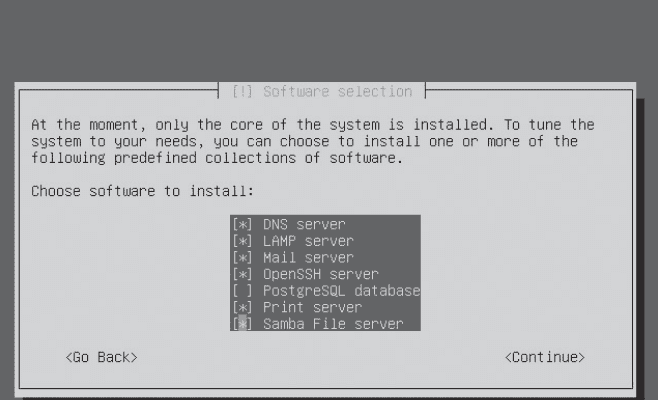 [!] Software selection
At the moment, only the core of the system is installed. To tune the
system to your needs, you can choose to install one or more of the
following predefined collections of software.
Choose software to install:
[*] DNS server
[*] LAMP server
[*] Mail server
[*] OpenSSH server
[ ] PostgreSQL database
[*] Print server
[*] Samba File server
<Go Back> <Continue>